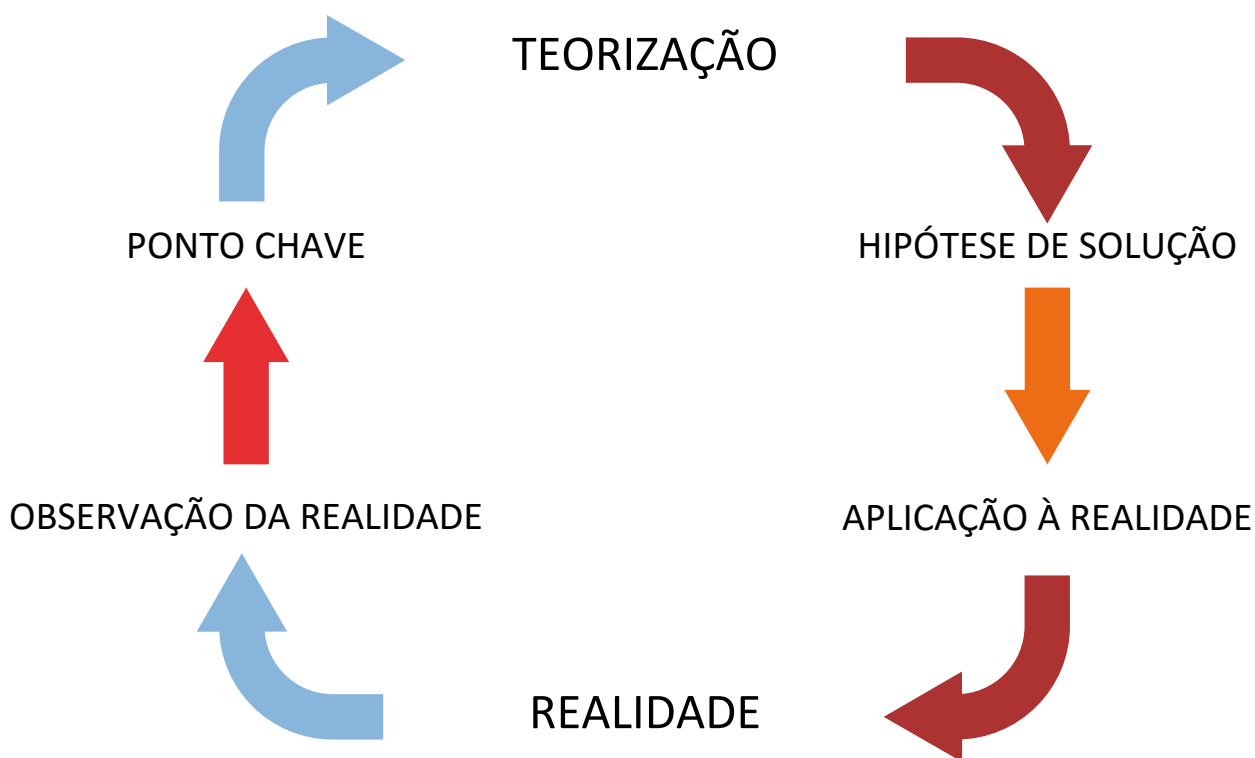 TEORIZAÇÃO
PONTO CHAVE
HIPÓTESE DE SOLUÇÃO
OBSERVAÇÃO DA REALIDADE
APLICAÇÃO À REALIDADE
REALIDADE